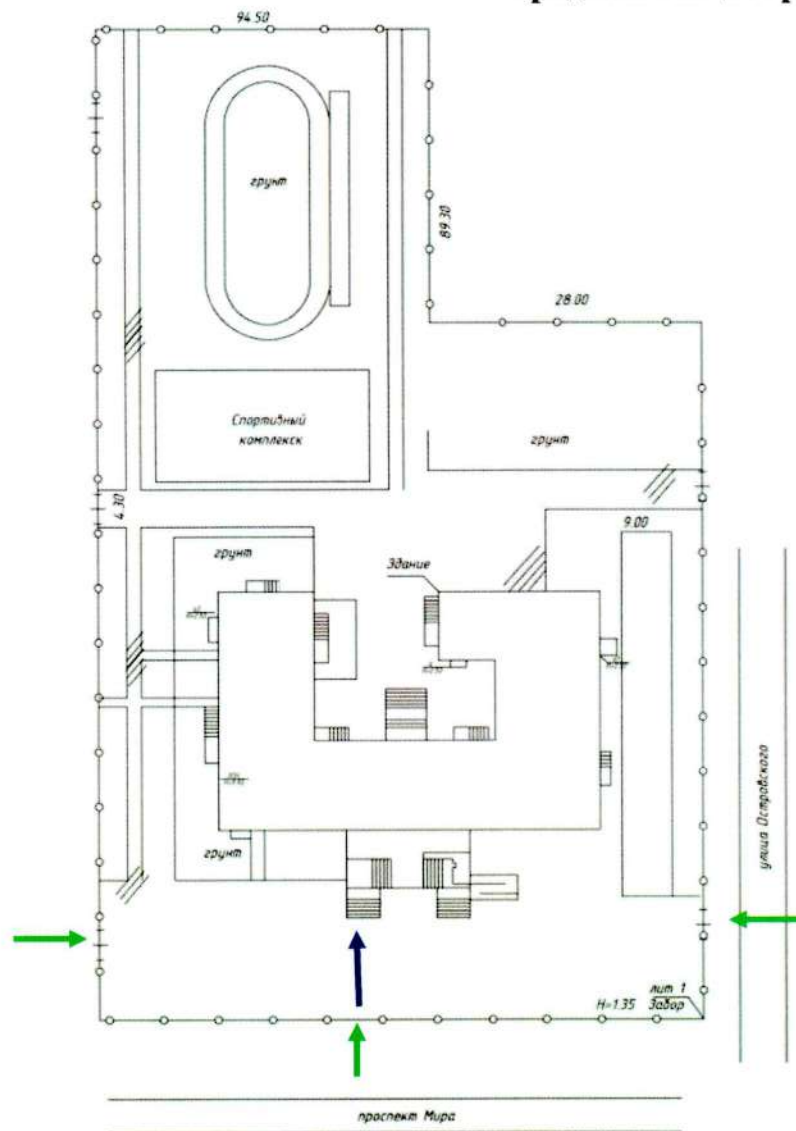 94.50
грунт
89.30
28.00
Спортивный
комплекск
грунт
4.30
9.00
грунт
Здание
улица Островского
грунт
лит 1
H=1.35 Забор
проспект Мира